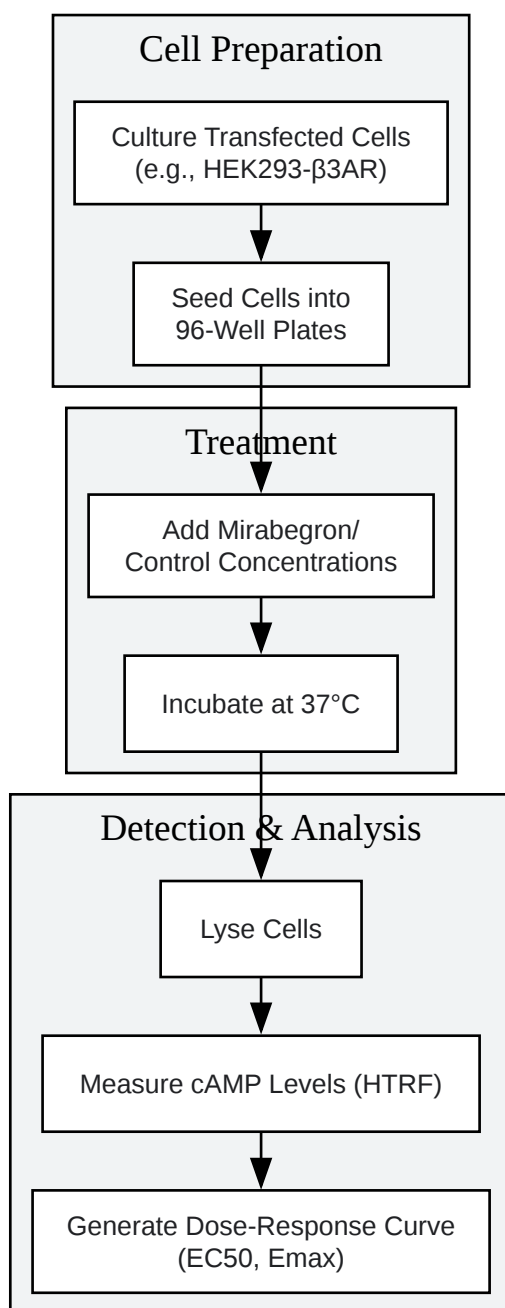 Cell Preparation
Culture Transfected Cells
(e.g., HEK293-β3AR)
Seed Cells into
96-Well Plates
Treatment
Add Mirabegron/
Control Concentrations
Incubate at 37°C
Detection & Analysis
Lyse Cells
Measure cAMP Levels (HTRF)
Generate Dose-Response Curve
(EC50, Emax)